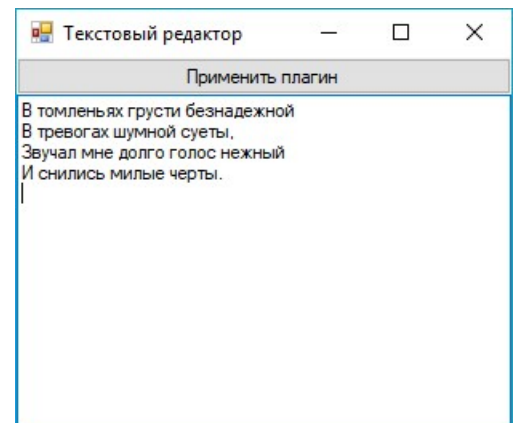 Текстовый редактор
Применить плагин
В томленьях грусти безнадежной
В тревогах шумной суеты,
Звучал мне долго голос нежный
И снились милые черты.